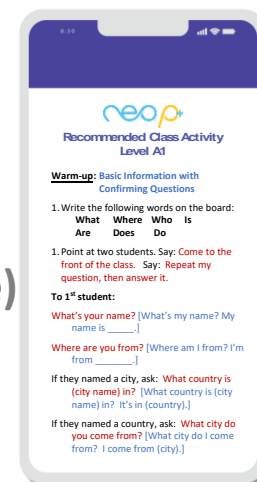 8:30
neap+
Recommended Class Activity
Level A1
Warm-up: Basic Information with
Confirming Questions
1. Write the following words on the board:
What Where Who Is
Are Does Do
1. Point at two students. Say: Come to the
front of the class. Say: Repeat my
question, then answer it.
To 1st student:
What's your name? [What's my name? My
name is _____.]
Where are you from? [Where am I from? I'm
from _______.]
If they named a city, ask: What country is
(city name) in? [What country is (city
name) in? It's in (country).]
If they named a country, ask: What city do
you come from? [What city do I come
from? I come from (city).]
)